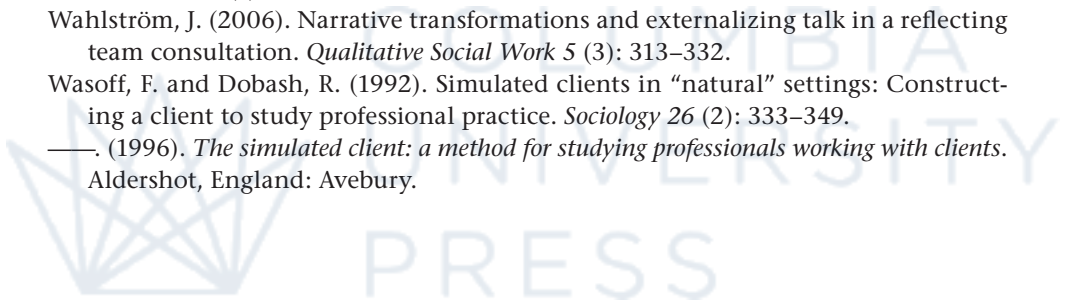 Wahlström, J. (2006). Narrative transformations and externalizing talk in a reflecting
team consultation. Qualitative Social Work 5 (3): 313–332.
Wasoff, F. and Dobash, R. (1992). Simulated clients in “natural” settings: Construct-
ing a client to study professional practice. Sociology 26 (2): 333–349.
——. (1996). The simulated client: a method for studying professionals working with clients.
Aldershot, England: Avebury.
COLUMBIA
UNIVERSITY
PRESS